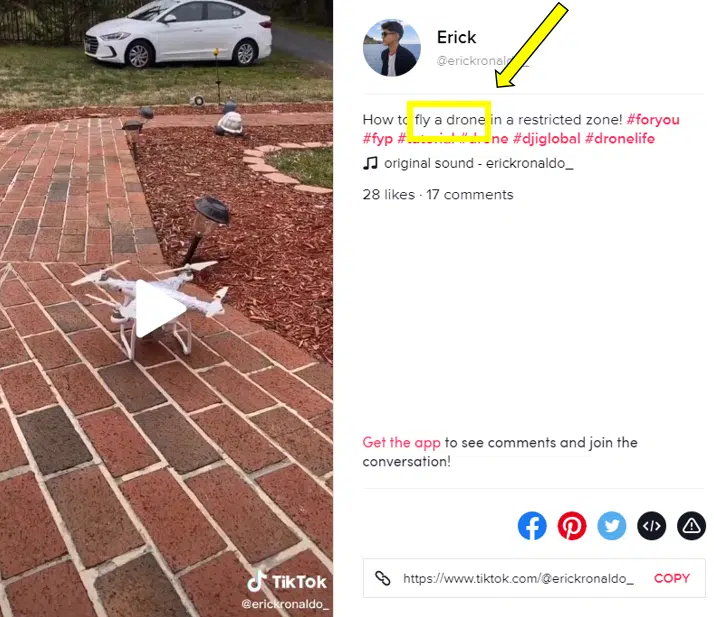 Erick
@erickronaldo_
How to fly a drone in a restricted zone! #foryou
#fyp #tutorial #drone #djiglobal #dronelife
original sound - erickronaldo_
28 likes · 17 comments
Get the app to see comments and join the
conversation!
https://www.tiktok.com/@erickronaldo_ COPY
TikTok
@erickronaldo_